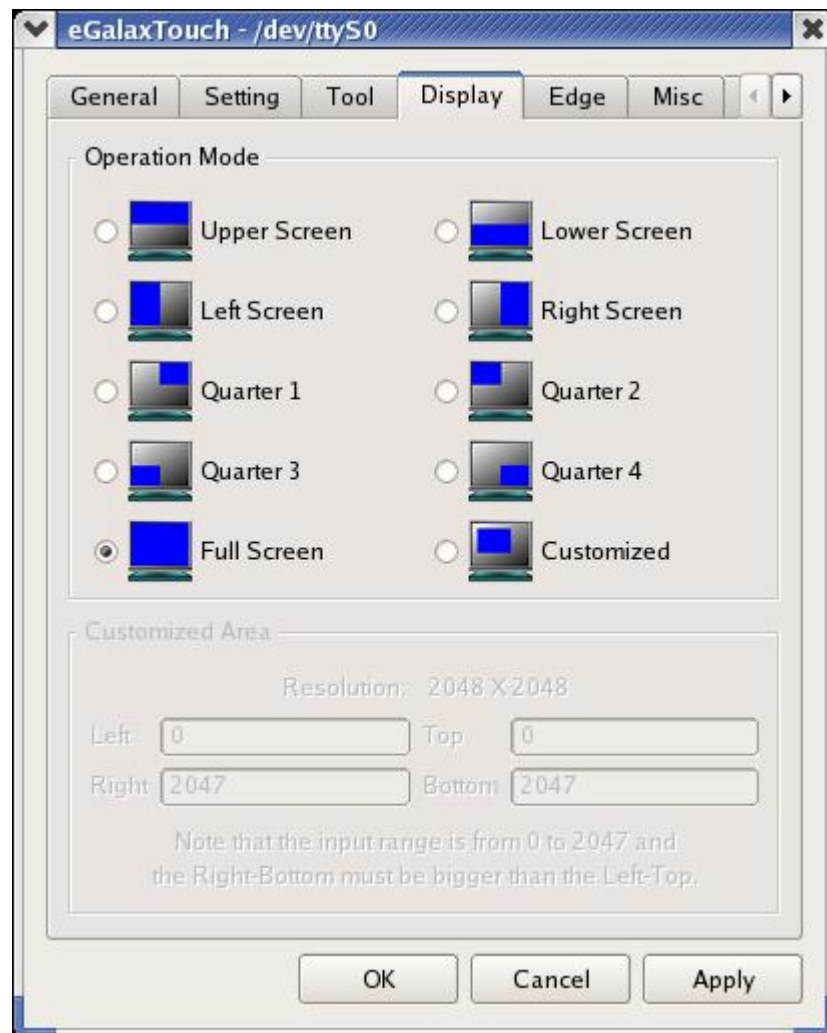 eGalaxTouch - /dev/ttyS0
General Setting Tool Display Edge Misc
Operation Mode
Upper Screen Lower Screen
Left Screen Right Screen
Quarter 1 Quarter 2
Quarter 3 Quarter 4
Full Screen Customized
Customized Area
Resolution: 2048 X 2048
Left 0 Top 0
Right 2047 Bottom 2047
Note that the input range is from 0 to 2047 and
the Right-Bottom must be bigger than the Left-Top.
OK Cancel Apply